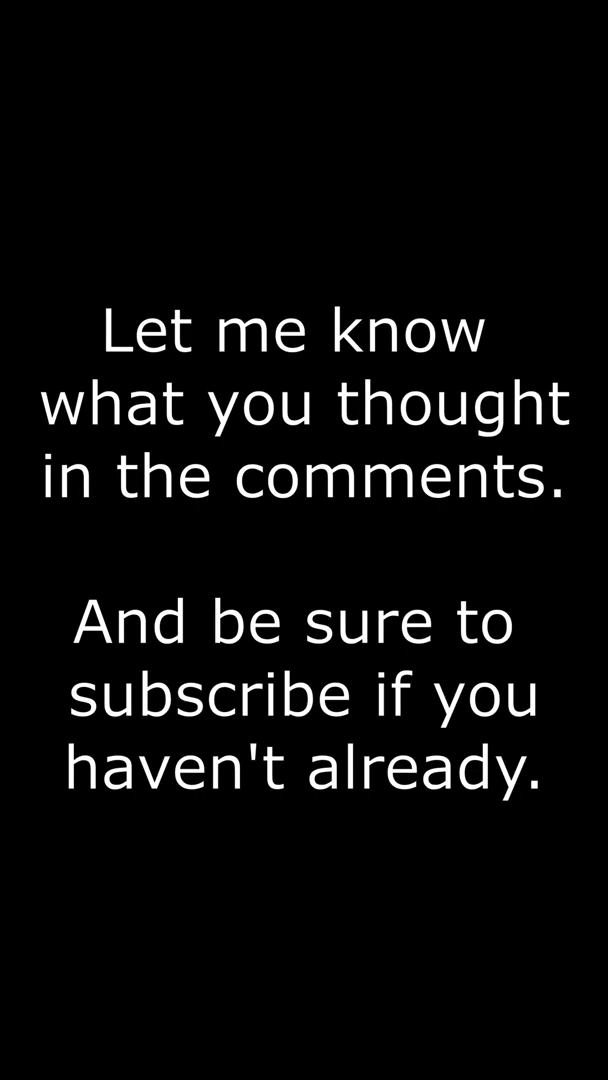 Let me know
what you thought
in the comments.
And be sure to
subscribe if you
haven't already.